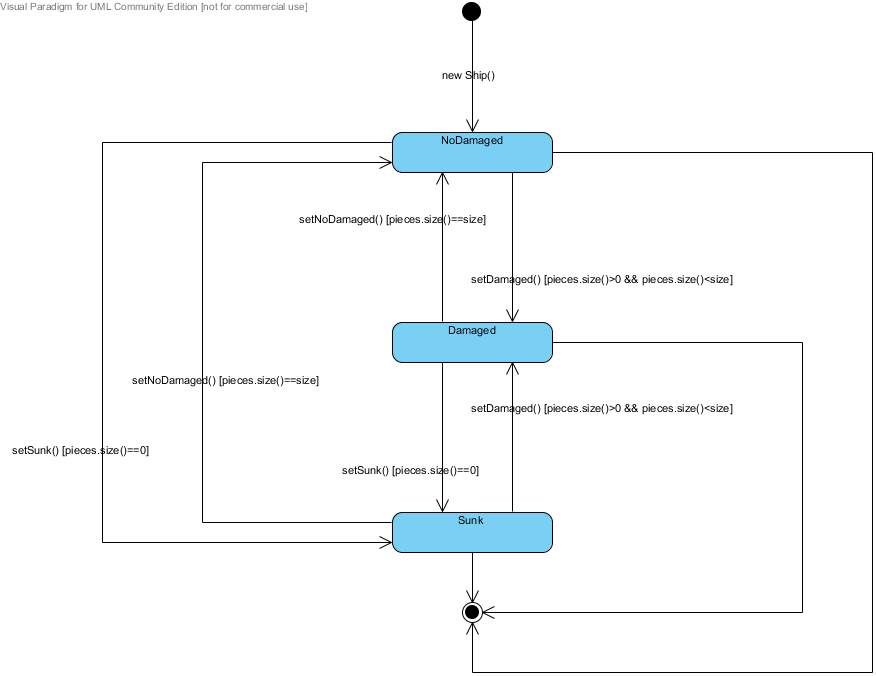 Visual Paradigm for UML Community Edition [not for commercial use]
new Ship()
NoDamaged
setNoDamaged() [pieces.size()==size]
setDamaged() [pieces.size()>0 && pieces.size()<size]
Damaged
setNoDamaged() [pieces.size()==size]
setDamaged() [pieces.size()>0 && pieces.size()<size]
setSunk() [pieces.size()==0]
setSunk() [pieces.size()==0]
Sunk